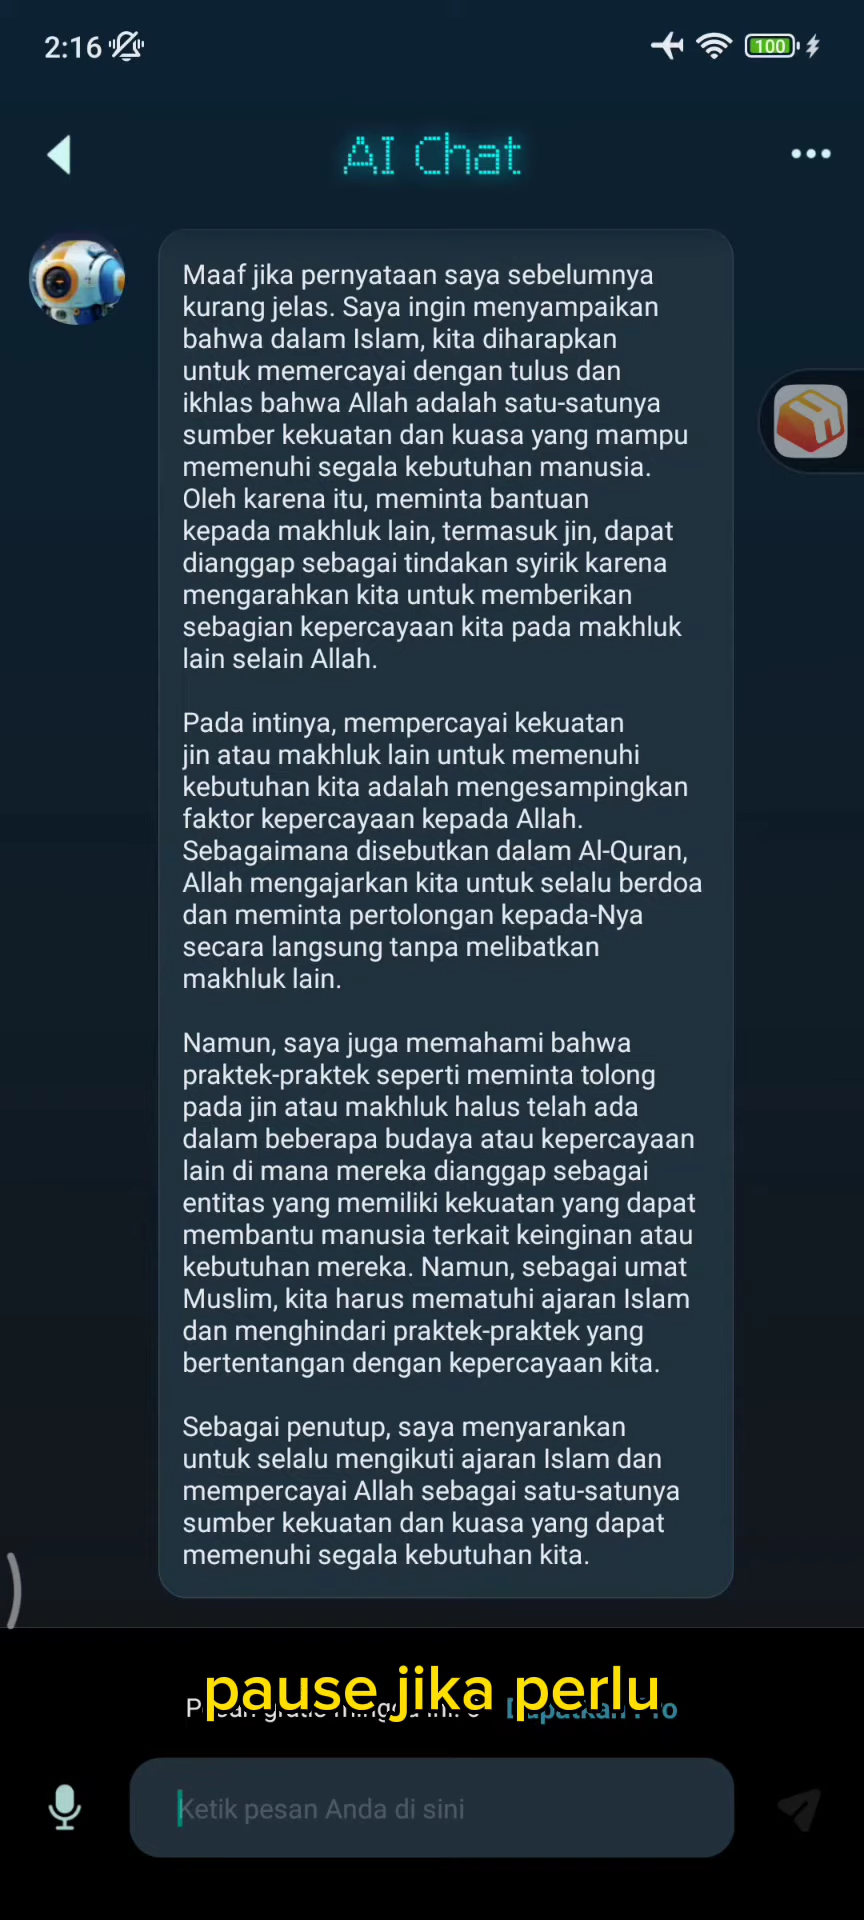 2:16
100
AI Chat
Maaf jika pernyataan saya sebelumnya
kurang jelas. Saya ingin menyampaikan
bahwa dalam Islam, kita diharapkan
untuk memercayai dengan tulus dan
ikhlas bahwa Allah adalah satu-satunya
sumber kekuatan dan kuasa yang mampu
memenuhi segala kebutuhan manusia.
Oleh karena itu, meminta bantuan
kepada makhluk lain, termasuk jin, dapat
dianggap sebagai tindakan syirik karena
mengarahkan kita untuk memberikan
sebagian kepercayaan kita pada makhluk
lain selain Allah.
Pada intinya, mempercayai kekuatan
jin atau makhluk lain untuk memenuhi
kebutuhan kita adalah mengesampingkan
faktor kepercayaan kepada Allah.
Sebagaimana disebutkan dalam Al-Quran,
Allah mengajarkan kita untuk selalu berdoa
dan meminta pertolongan kepada-Nya
secara langsung tanpa melibatkan
makhluk lain.
Namun, saya juga memahami bahwa
praktek-praktek seperti meminta tolong
pada jin atau makhluk halus telah ada
dalam beberapa budaya atau kepercayaan
lain di mana mereka dianggap sebagai
entitas yang memiliki kekuatan yang dapat
membantu manusia terkait keinginan atau
kebutuhan mereka. Namun, sebagai umat
Muslim, kita harus mematuhi ajaran Islam
dan menghindari praktek-praktek yang
bertentangan dengan kepercayaan kita.
Sebagai penutup, saya menyarankan
untuk selalu mengikuti ajaran Islam dan
mempercayai Allah sebagai satu-satunya
sumber kekuatan dan kuasa yang dapat
memenuhi segala kebutuhan kita.
pause jika perlu
Ketik pesan Anda di sini